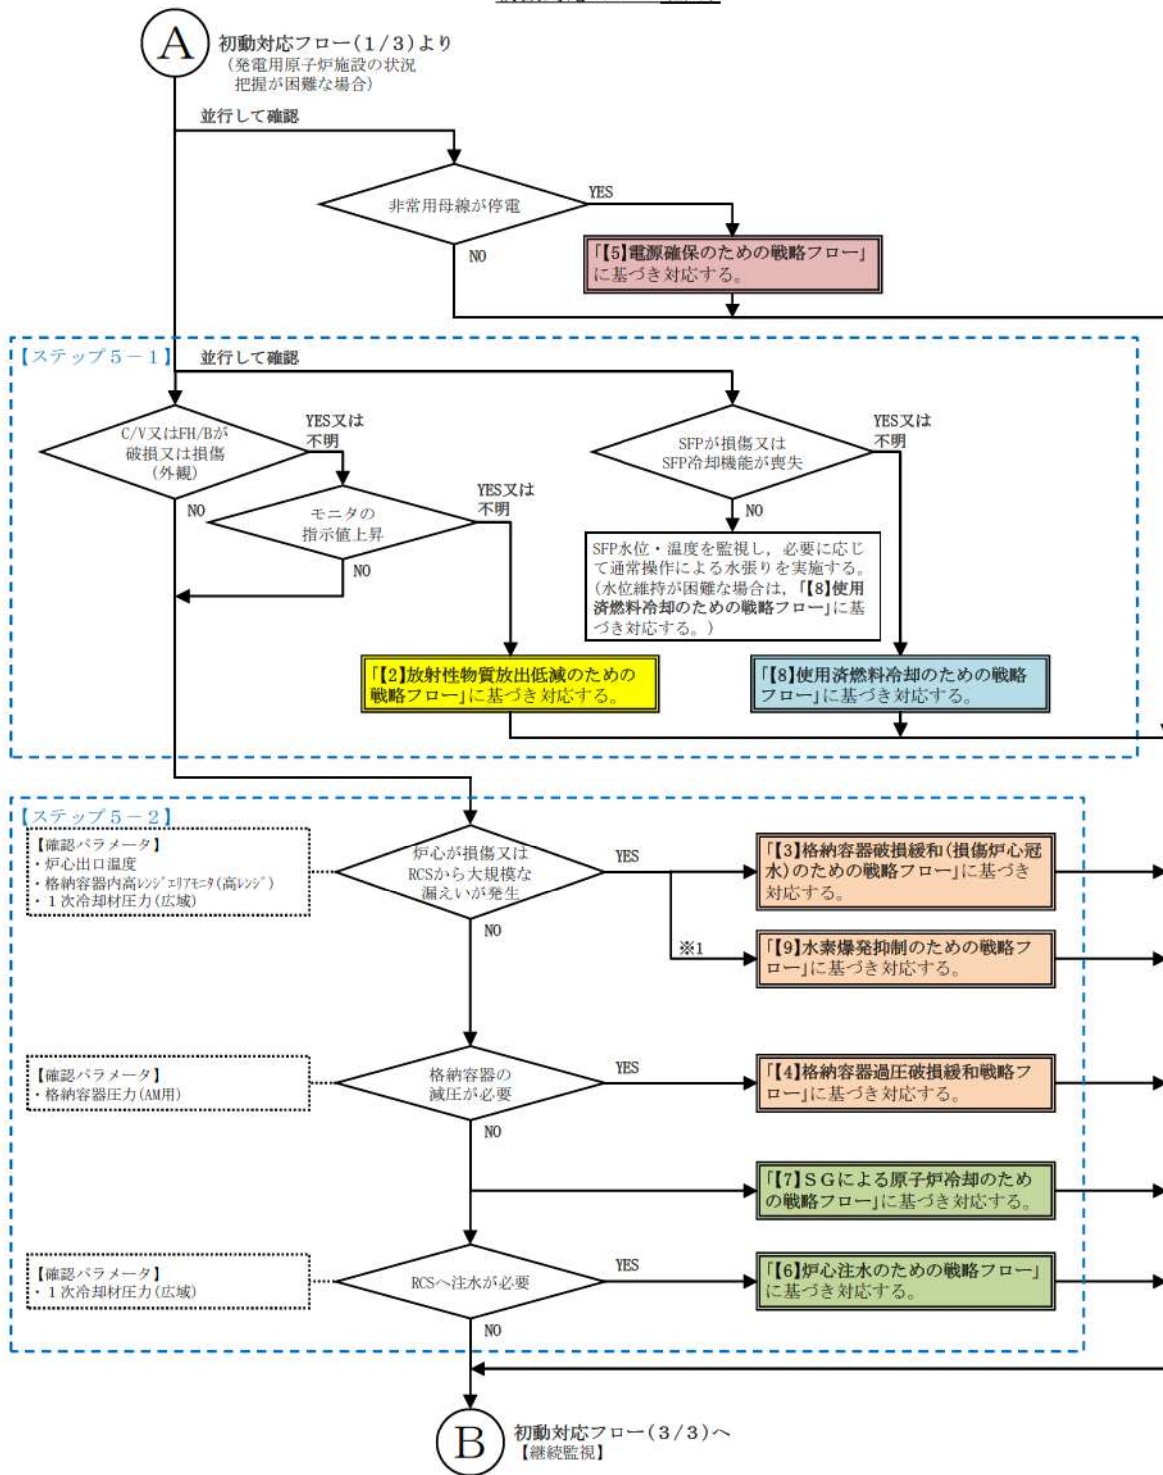 A
初動対応フロー(1/3)より
(発電用原子炉施設の状況
把握が困難な場合)
並行して確認
非常用母線が停電
YES
NO
「【5】電源確保のための戦略フロー」
に基づき対応する。
【ステップ5－1】
並行して確認
C/V又はFH/Bが
破損又は損傷
(外観)
YES又は
不明
NO
モニタの
指示値上昇
YES又は
不明
NO
SFPが損傷又は
SFP冷却機能が喪失
YES又は
不明
NO
SFP水位・温度を監視し，必要に応じ
て通常操作による水張りを実施する。
(水位維持が困難な場合は，「【8】使用
済燃料冷却のための戦略フロー」に基
づき対応する。)
「【2】放射性物質放出低減のための
戦略フロー」に基づき対応する。
「【8】使用済燃料冷却のための戦略
フロー」に基づき対応する。
【ステップ5－2】
【確認パラメータ】
・炉心出口温度
・格納容器内高ﾚﾝｼﾞｴﾘｱﾓﾆﾀ(高ﾚﾝｼﾞ)
・1次冷却材圧力(広域)
炉心が損傷又は
RCSから大規模な
漏えいが発生
YES
NO
※1
「【3】格納容器破損緩和(損傷炉心冠
水)のための戦略フロー」に基づき
対応する。
「【9】水素爆発抑制のための戦略フ
ロー」に基づき対応する。
【確認パラメータ】
・格納容器圧力(AM用)
格納容器の
減圧が必要
YES
NO
「【4】格納容器過圧破損緩和戦略フ
ロー」に基づき対応する。
「【7】ＳＧによる原子炉冷却のため
の戦略フロー」に基づき対応する。
【確認パラメータ】
・1次冷却材圧力(広域)
RCSへ注水が必要
YES
NO
「【6】炉心注水のための戦略フロー」
に基づき対応する。
B
初動対応フロー(3/3)へ
【継続監視】